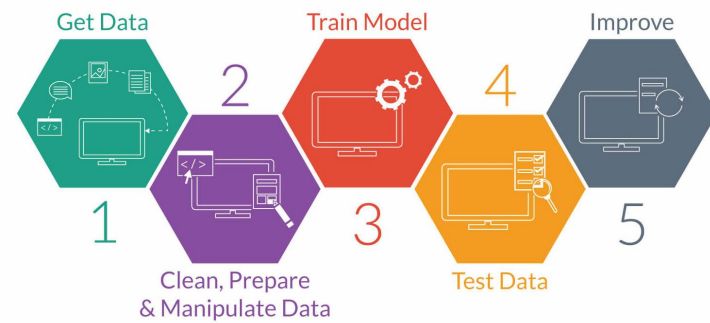 Get Data
1
</>
2
</>
Clean, Prepare
& Manipulate Data
Train Model
3
4
Test Data
Improve
5